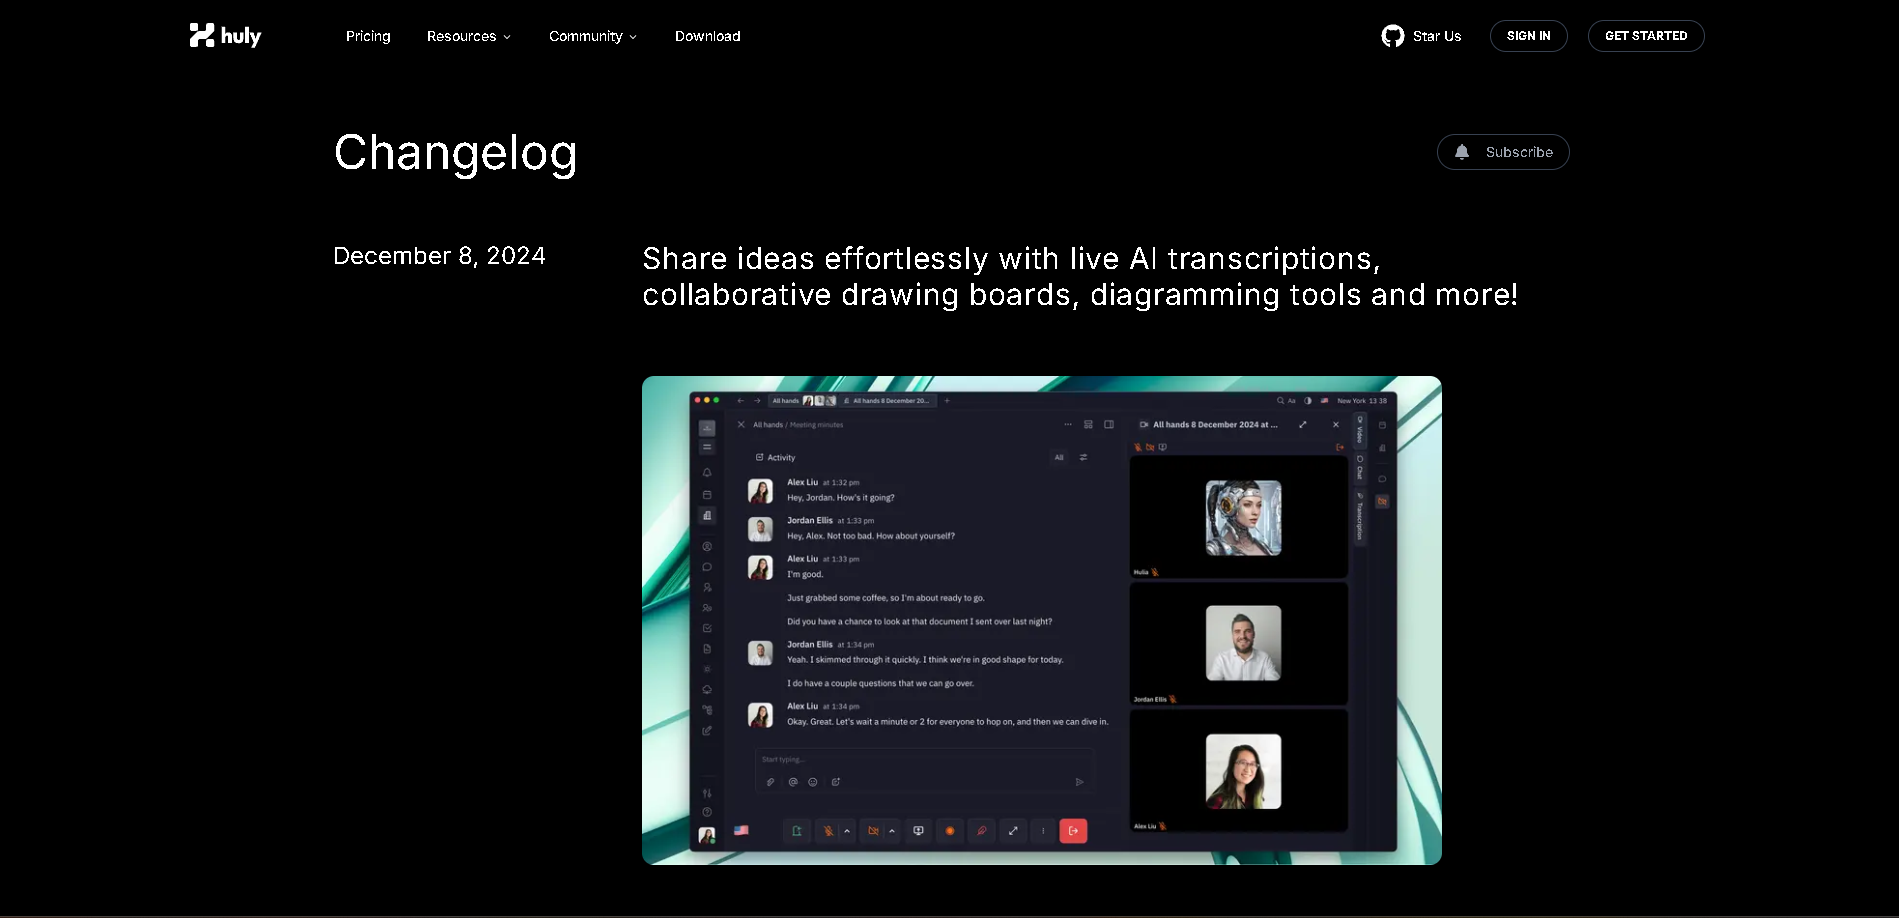 huly
Pricing
Resources
Community
Download
Star Us
SIGN IN
GET STARTED
Changelog
Subscribe
December 8, 2024
Share ideas effortlessly with live AI transcriptions,
collaborative drawing boards, diagramming tools and more!
All hands
All hands 8 December 20...
Aa
New York 13 38
All hands / Meeting minutes
Activity
All
Alex Liu at 1:32 pm
Hey, Jordan. How's it going?
Jordan Ellis at 1:33 pm
Hey, Alex. Not too bad. How about yourself?
Alex Liu at 1:33 pm
I'm good.
Just grabbed some coffee, so I'm about ready to go.
Did you have a chance to look at that document I sent over last night?
Jordan Ellis at 1:34 pm
Yeah. I skimmed through it quickly. I think we're in good shape for today.
I do have a couple questions that we can go over.
Alex Liu at 1:34 pm
Okay. Great. Let's wait a minute or 2 for everyone to hop on, and then we can dive in.
Start typing...
All hands 8 December 2024 at ...
Hulia
Jordan Ellis
Alex Liu
Video
Chat
Transcription